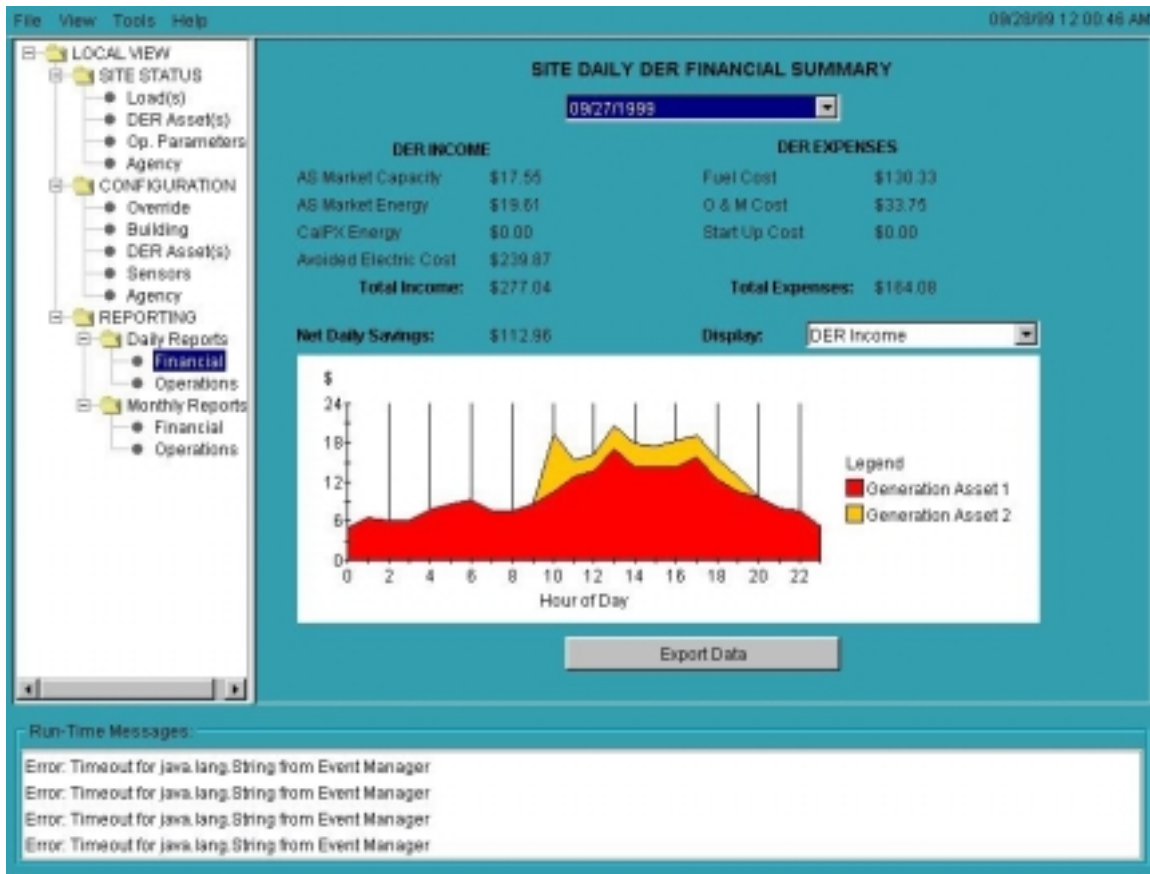 File View Tools Help
09/28/99 12:00:46 AM
LOCAL VIEW
SITE STATUS
Load(s)
DER Asset(s)
Op. Parameters
Agency
CONFIGURATION
Override
Building
DER Asset(s)
Sensors
Agency
REPORTING
Daily Reports
Financial
Operations
Monthly Reports
Financial
Operations
SITE DAILY DER FINANCIAL SUMMARY
09/27/1999
DER INCOME
AS Market Capacity $17.55
AS Market Energy $19.61
CalPX Energy $0.00
Avoided Electric Cost $239.87
Total Income: $277.04
DER EXPENSES
Fuel Cost $130.33
O & M Cost $33.75
Start Up Cost $0.00
Total Expenses: $164.08
Net Daily Savings: $112.96
Display: DER Income
$
24
18
12
6
0
0 2 4 6 8 10 12 14 16 18 20 22
Hour of Day
Legend
Generation Asset 1
Generation Asset 2
Export Data
Run-Time Messages:
Error: Timeout for java.lang.String from Event Manager
Error: Timeout for java.lang.String from Event Manager
Error: Timeout for java.lang.String from Event Manager
Error: Timeout for java.lang.String from Event Manager